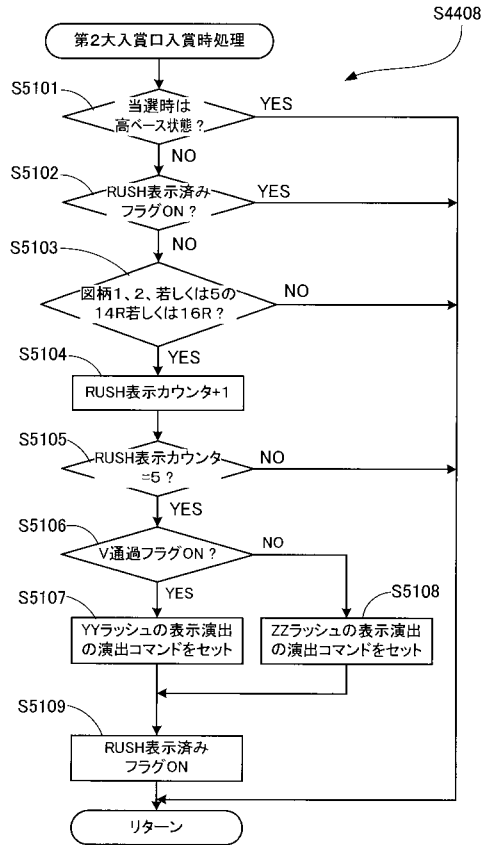 S4408
第2大入賞口入賞時処理
S5101
当選時は
高ベース状態？
YES
NO
S5102
RUSH表示済み
フラグON？
YES
NO
S5103
図柄1、2、若しくは5の
14R若しくは16R？
NO
YES
S5104
RUSH表示カウンタ+1
S5105
RUSH表示カウンタ
=5？
NO
YES
S5106
V通過フラグON？
NO
YES
S5107
YYラッシュの表示演出
の演出コマンドをセット
S5108
ZZラッシュの表示演出
の演出コマンドをセット
S5109
RUSH表示済み
フラグON
リターン